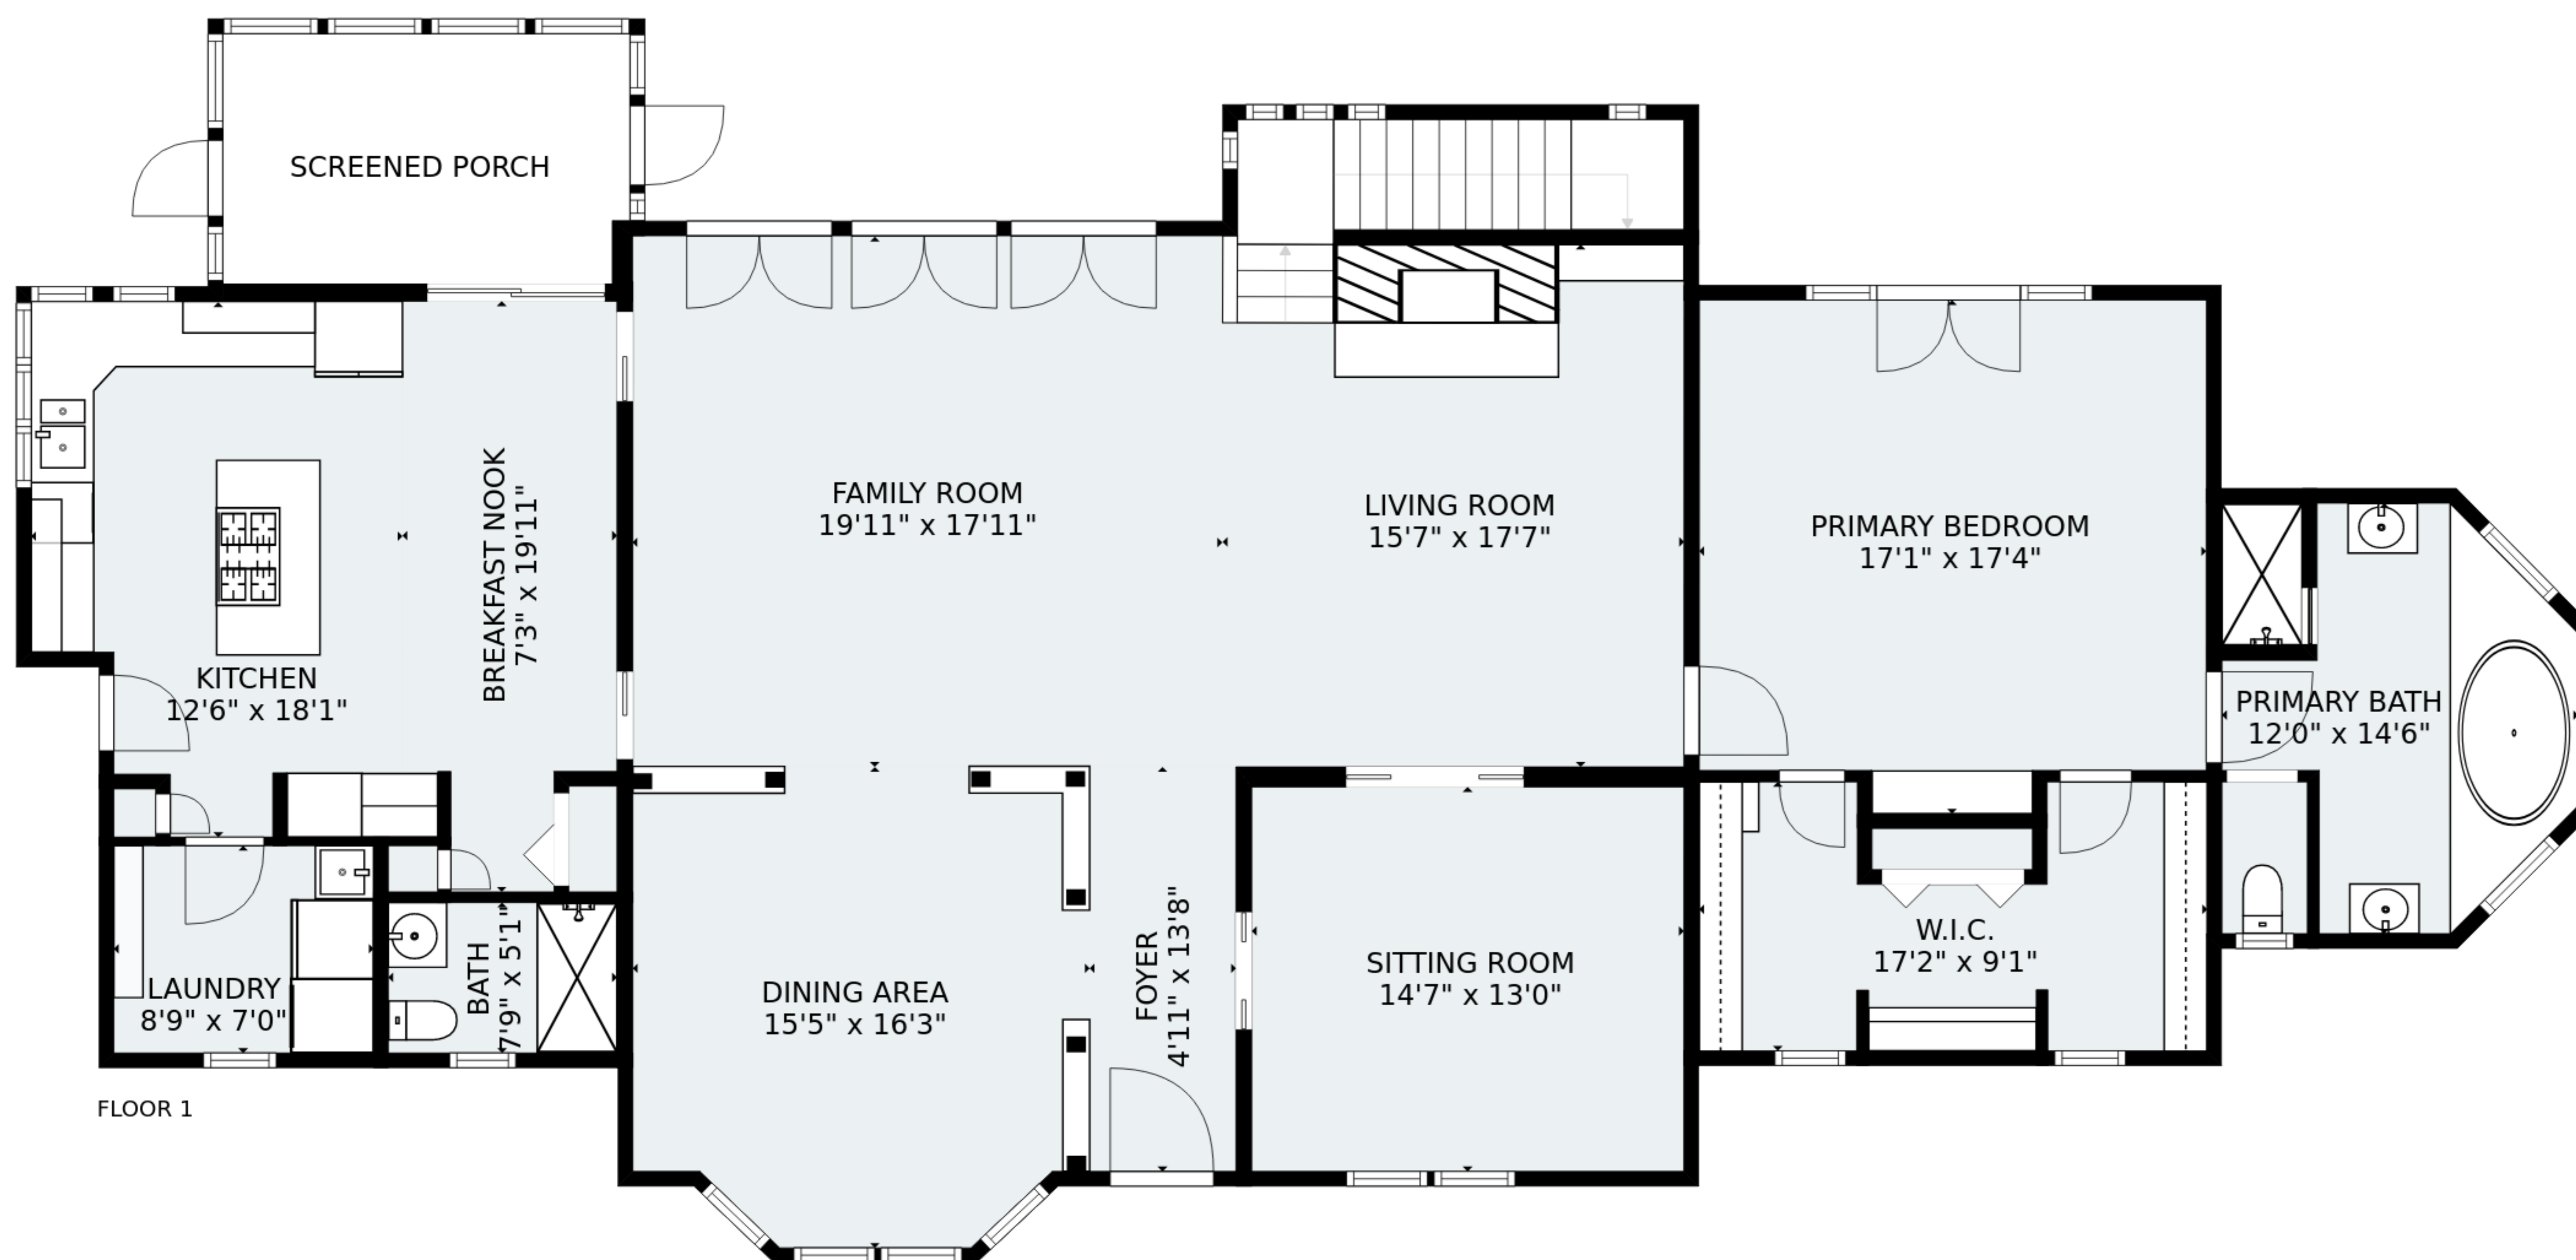 SCREENED PORCH
BREAKFAST NOOK
7'3" x 19'11"
FAMILY ROOM
19'11" x 17'11"
LIVING ROOM
15'7" x 17'7"
PRIMARY BEDROOM
17'1" x 17'4"
KITCHEN
12'6" x 18'1"
PRIMARY BATH
12'0" x 14'6"
LAUNDRY
8'9" x 7'0"
BATH
7'9" x 5'1"
DINING AREA
15'5" x 16'3"
FOYER
4'11" x 13'8"
SITTING ROOM
14'7" x 13'0"
W.I.C.
17'2" x 9'1"
FLOOR 1